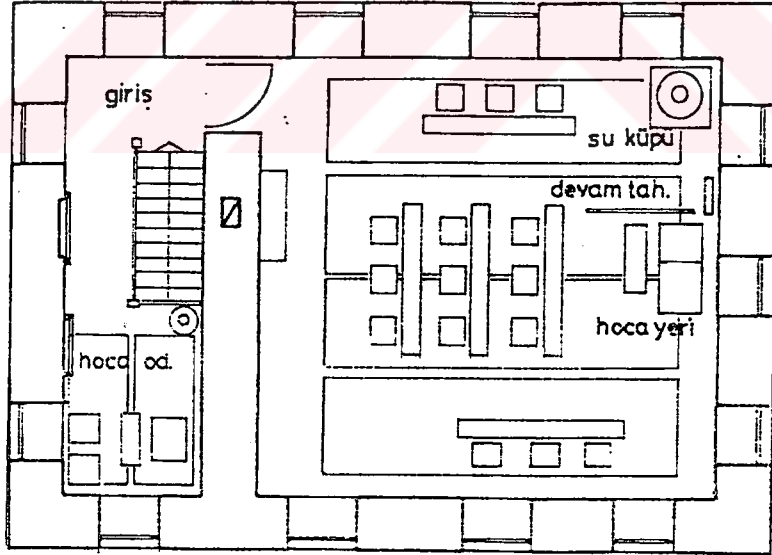 giriş
su küpü
devam tah.
hoca yeri
hoca od.